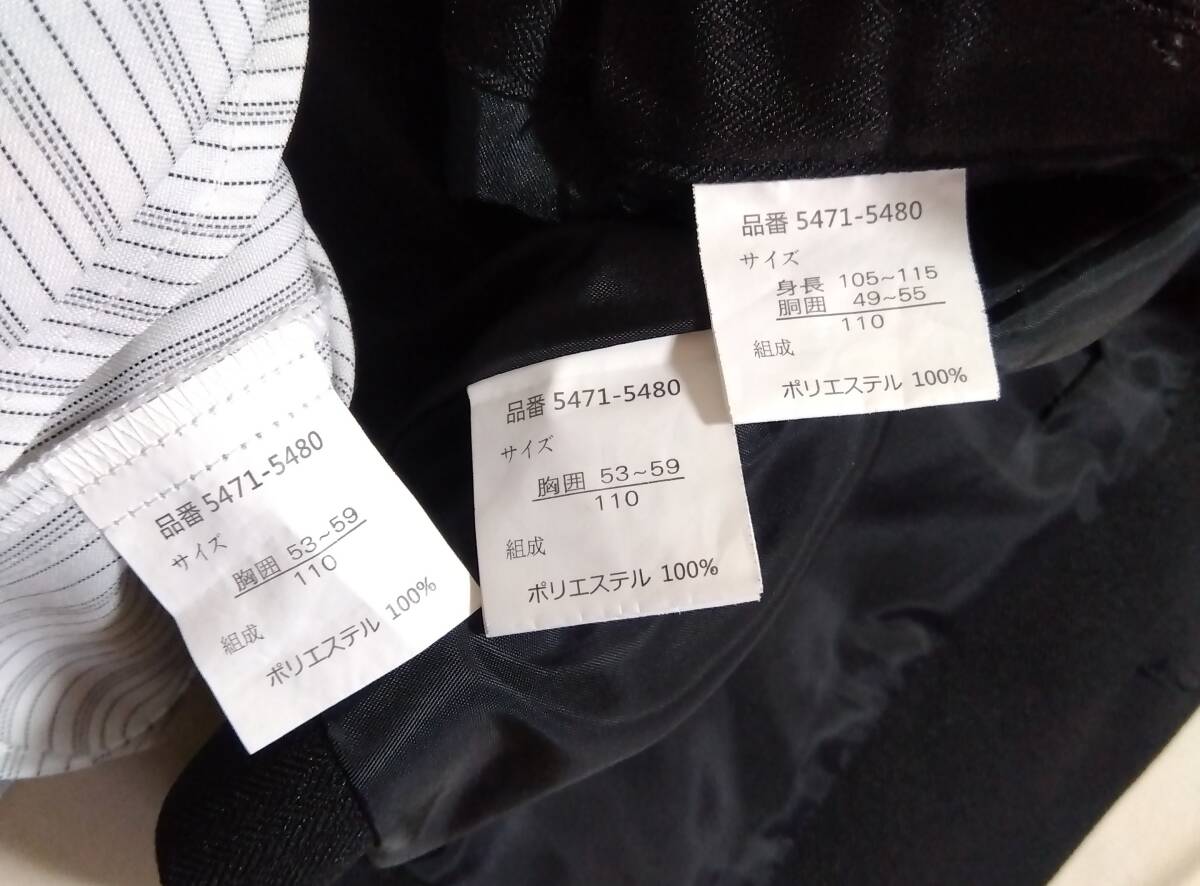 品番 5471-5480
サイズ
胸囲 53~59
110
組成
ポリエステル 100%
品番 5471-5480
サイズ
胸囲 53~59
110
組成
ポリエステル 100%
品番 5471-5480
サイズ
身長 105~115
胴囲 49~55
110
組成
ポリエステル 100%